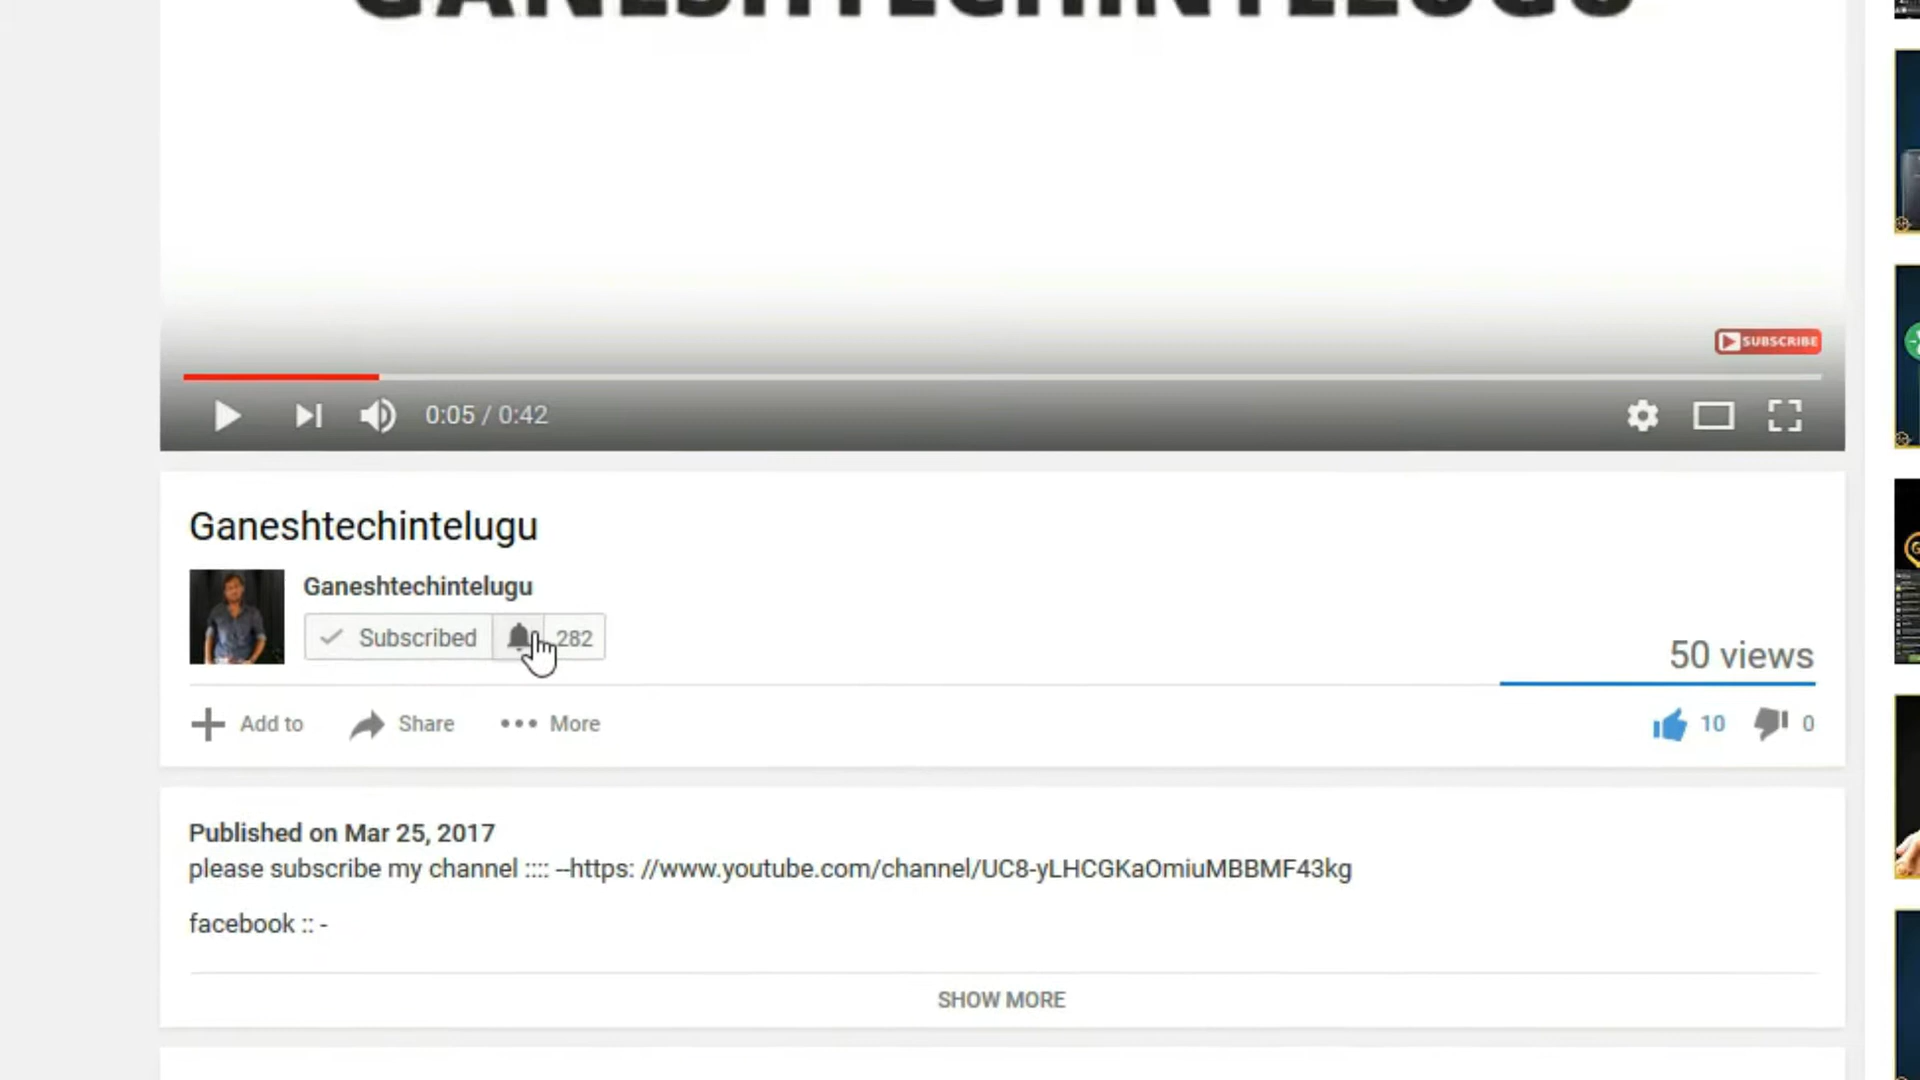 GANESHTECHINTELUGU
SUBSCRIBE
0:05 / 0:42
Ganeshtechintelugu
Ganeshtechintelugu
Subscribed 282
50 views
Add to Share More 10 0
Published on Mar 25, 2017
please subscribe my channel :::: --https: //www.youtube.com/channel/UC8-yLHCGKaOmiuMBBMF43kg
facebook :: -
SHOW MORE